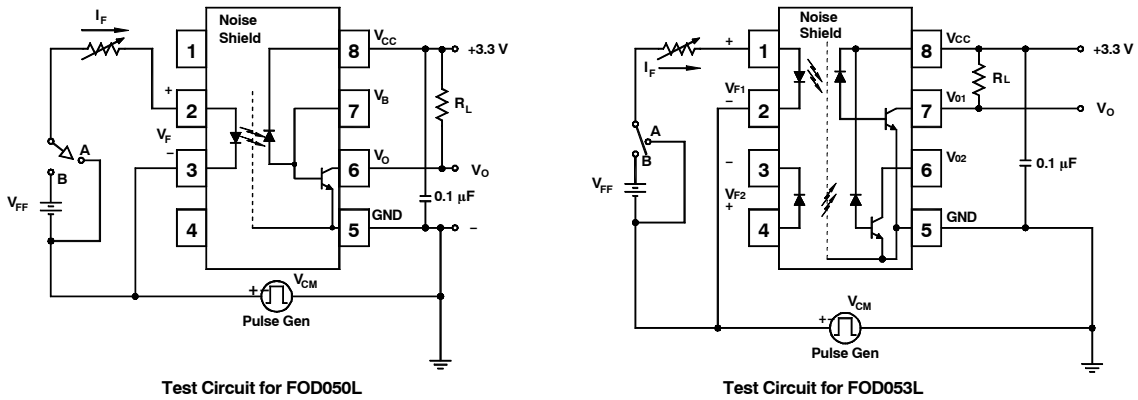 I_F
Noise
Shield
1
V_CC
8
+3.3 V
+
2
V_B
7
R_L
V_F
A
–
3
V_O
6
V_O
B
V_FF
0.1 μF
GND
4
5
–
+–
V_CM
Pulse Gen
Test Circuit for FOD050L
Noise
Shield
+
1
V_CC
8
+3.3 V
I_F
R_L
V_F1
–
2
V_01
7
V_O
A
B
–
3
V_02
6
0.1 μF
V_FF
V_F2
+
4
GND
5
+–
V_CM
Pulse Gen
Test Circuit for FOD053L